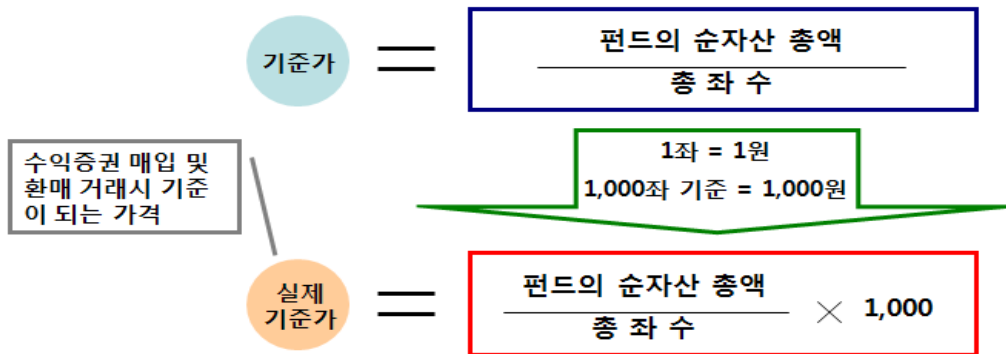 기준가
펀드의 순자산 총액
총 좌 수
1좌 = 1원
1,000좌 기준 = 1,000원
수익증권 매입 및
환매 거래시 기준
이 되는 가격
실제
기준가
펀드의 순자산 총액
총 좌 수
× 1,000